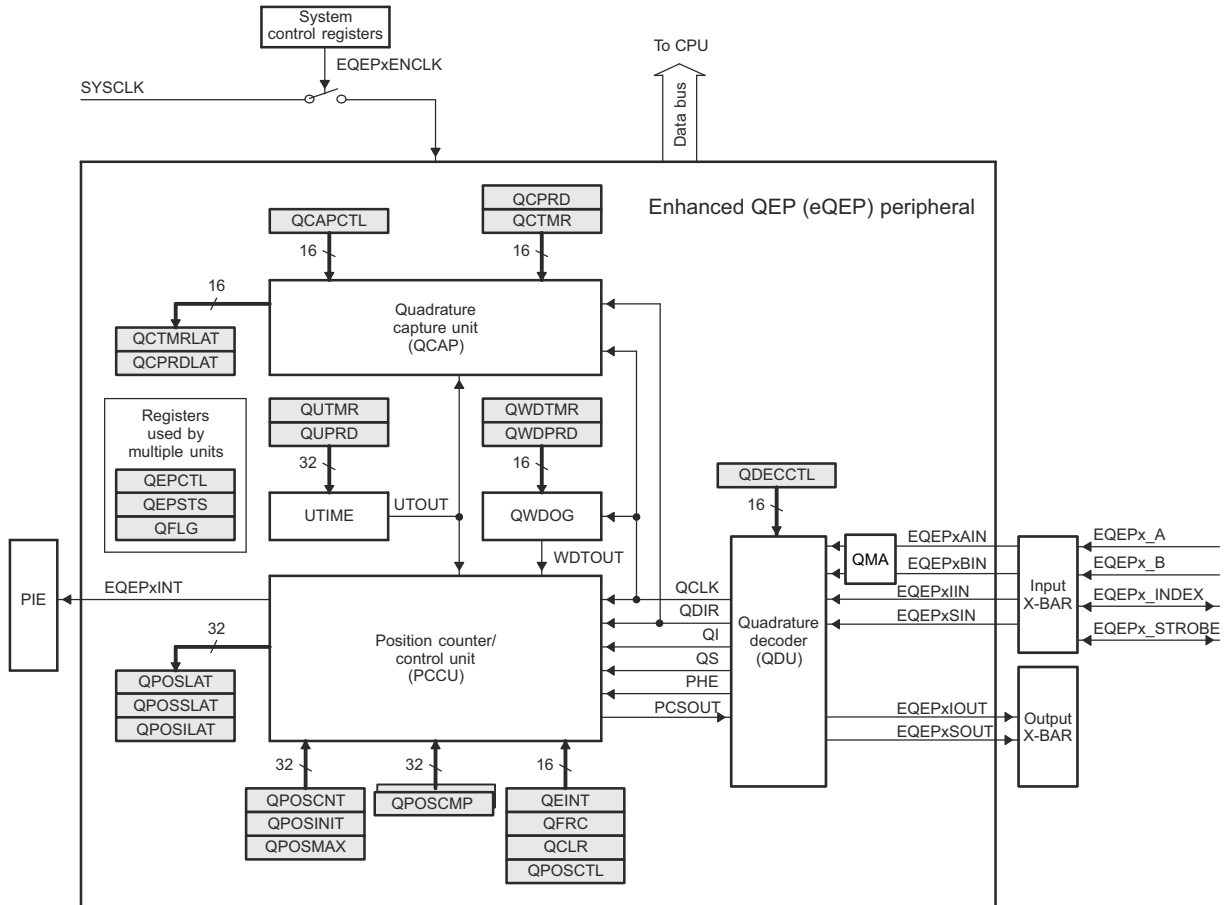 System
control registers
To CPU
EQEPxENCLK
SYSCLK
Data bus
Enhanced QEP (eQEP) peripheral
QCPRD
QCAPCTL
QCTMR
16
16
16
Quadrature
capture unit
(QCAP)
QCTMRLAT
QCPRDLAT
Registers
used by
multiple units
QEPCTL
QEPSTS
QFLG
QUTMR
QUPRD
32
QWDTMR
QWDPRD
16
UTIME
UTOUT
QWDOG
WDTOUT
QDECCTL
16
EQEPxAIN
EQEPxBIN
EQEPxIIN
EQEPxSIN
QMA
Input
X-BAR
EQEPx_A
EQEPx_B
EQEPx_INDEX
EQEPx_STROBE
PIE
EQEPxINT
Position counter/
control unit
(PCCU)
QCLK
QDIR
QI
QS
PHE
PCSOUT
Quadrature
decoder
(QDU)
EQEPxIOUT
EQEPxSOUT
Output
X-BAR
32
QPOSLAT
QPOSSLAT
QPOSILAT
32
32
16
QPOSCNT
QPOSINIT
QPOSMAX
QPOSCMP
QEINT
QFRC
QCLR
QPOSCTL